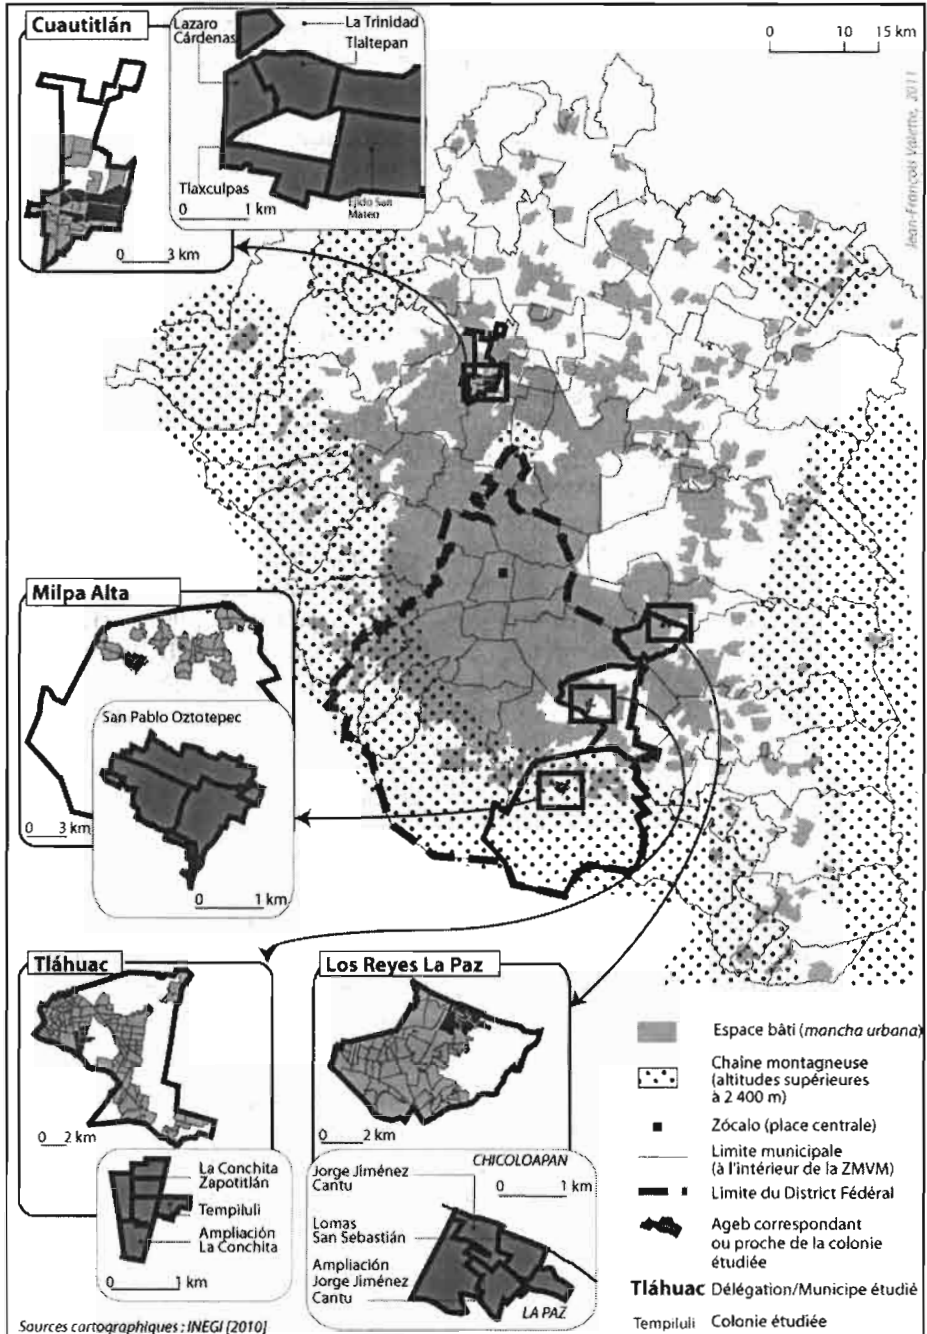 Cuautitlán
Lazaro
Cárdenas
La Trinidad
Tlaltepan
Tlaxculpas
Ejido San
Mateo
0 1 km
0 3 km
0 10 15 km
Jean-François Valette, 2011
Milpa Alta
San Pablo Oztotepec
0 3 km
0 1 km
Tláhuac
0 2 km
La Conchita
Zapotitlán
Tempiluli
Ampliación
La Conchita
0 1 km
Los Reyes La Paz
0 2 km
CHICOLOAPAN
Jorge Jiménez
Cantu
0 1 km
Lomas
San Sebastián
Ampliación
Jorge Jiménez
Cantu
LA PAZ
Espace bâti (mancha urbana)
Chaîne montagneuse
(altitudes supérieures
à 2 400 m)
Zócalo (place centrale)
Limite municipale
(à l'intérieur de la ZMVM)
Limite du District Fédéral
Ageb correspondant
ou proche de la colonie
étudiée
Tláhuac Délégation/Municipe étudié
Tempiluli Colonie étudiée
Sources cartographiques : INEGI [2010]